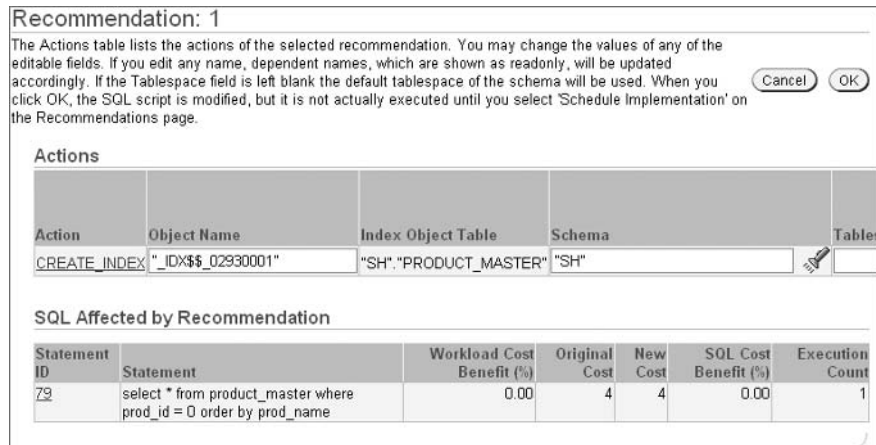 Recommendation: 1
The Actions table lists the actions of the selected recommendation. You may change the values of any of the
editable fields. If you edit any name, dependent names, which are shown as readonly, will be updated
accordingly. If the Tablespace field is left blank the default tablespace of the schema will be used. When you
click OK, the SQL script is modified, but it is not actually executed until you select 'Schedule Implementation' on
the Recommendations page.
Cancel OK
Actions
Action Object Name Index Object Table Schema Tables
CREATE_INDEX "_IDX$$_02930001" "SH"."PRODUCT_MASTER" "SH"
SQL Affected by Recommendation
Statement Workload Cost Original New SQL Cost Execution
ID Statement Benefit (%) Cost Cost Benefit (%) Count
79 select * from product_master where 0.00 4 4 0.00 1
prod_id = 0 order by prod_name